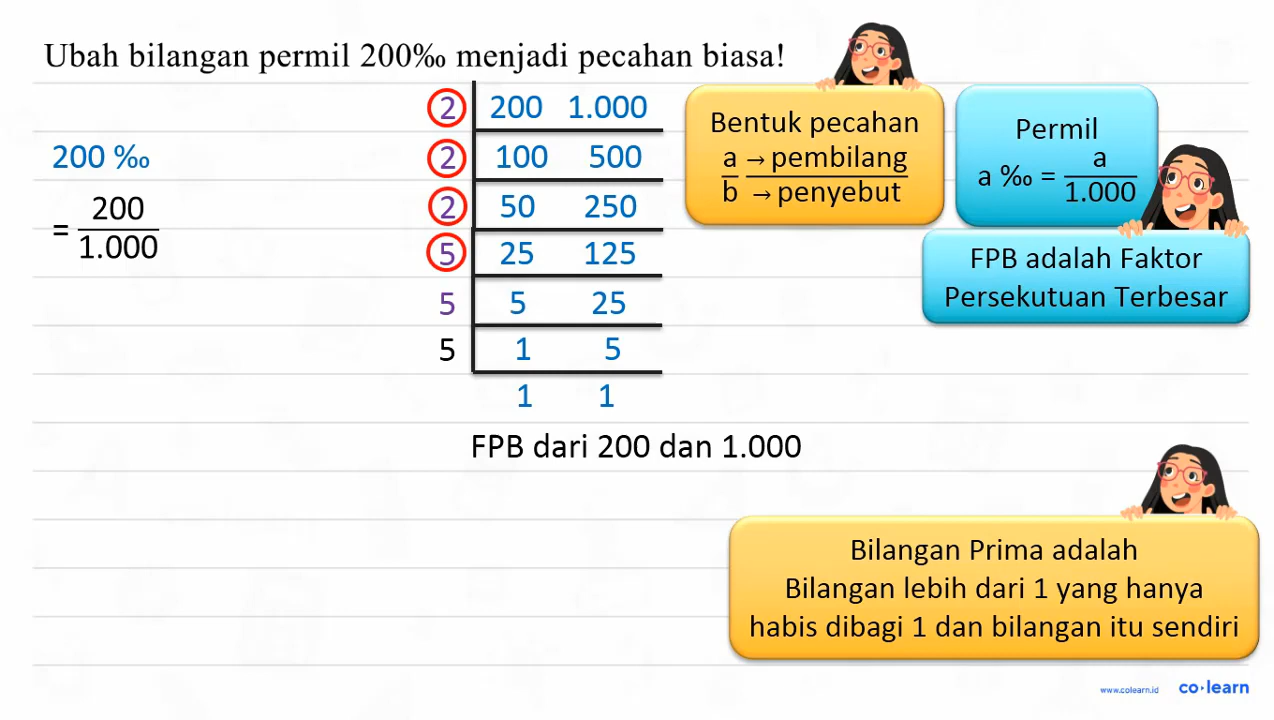 Ubah bilangan permil 200‰ menjadi pecahan biasa!
200 ‰
= 200
1.000
2 200 1.000
2 100 500
2 50 250
5 25 125
5 5 25
5 1 5
1 1
FPB dari 200 dan 1.000
Bentuk pecahan
a → pembilang
b → penyebut
Permil
a ‰ = a
1.000
FPB adalah Faktor
Persekutuan Terbesar
Bilangan Prima adalah
Bilangan lebih dari 1 yang hanya
habis dibagi 1 dan bilangan itu sendiri
www.colearn.id co·learn